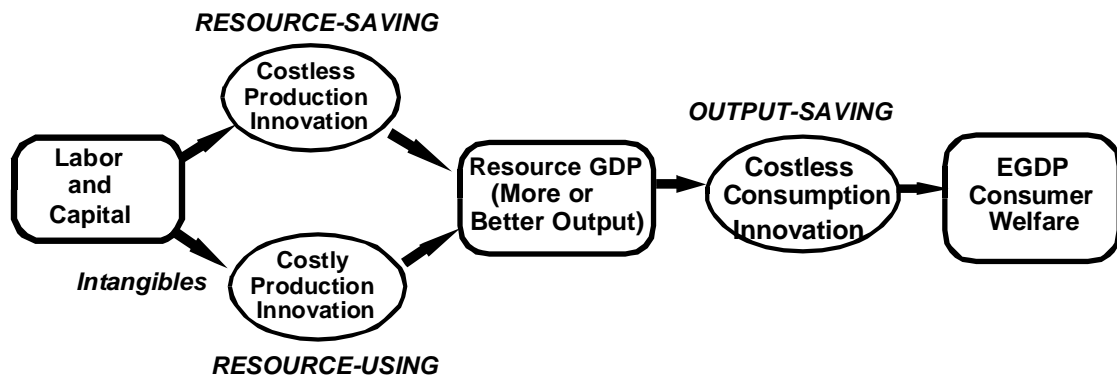 RESOURCE-SAVING
Costless
Production
Innovation
Labor
and
Capital
Intangibles
Costly
Production
Innovation
RESOURCE-USING
Resource GDP
(More or
Better Output)
OUTPUT-SAVING
Costless
Consumption
Innovation
EGDP
Consumer
Welfare